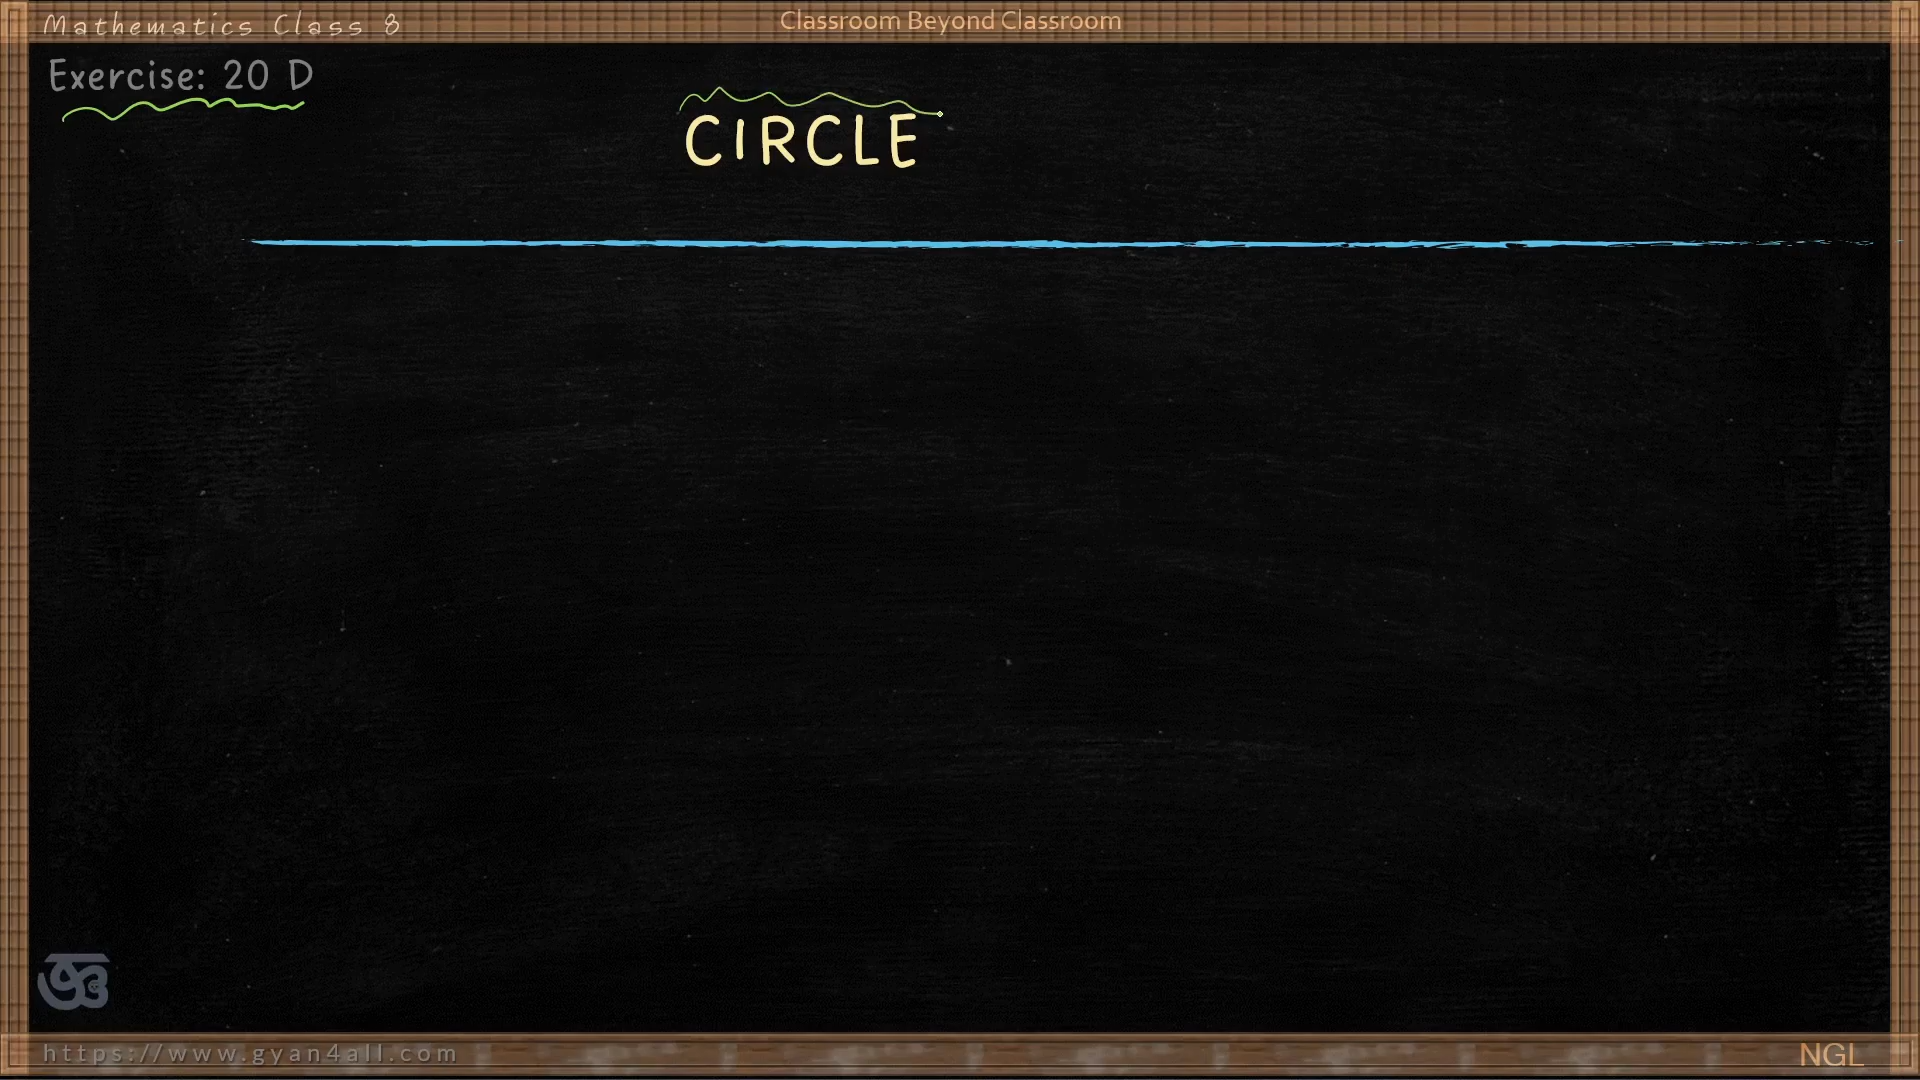 Mathematics Class 8
Classroom Beyond Classroom
Exercise: 20 D
CIRCLE
https://www.gyan4all.com
NGL